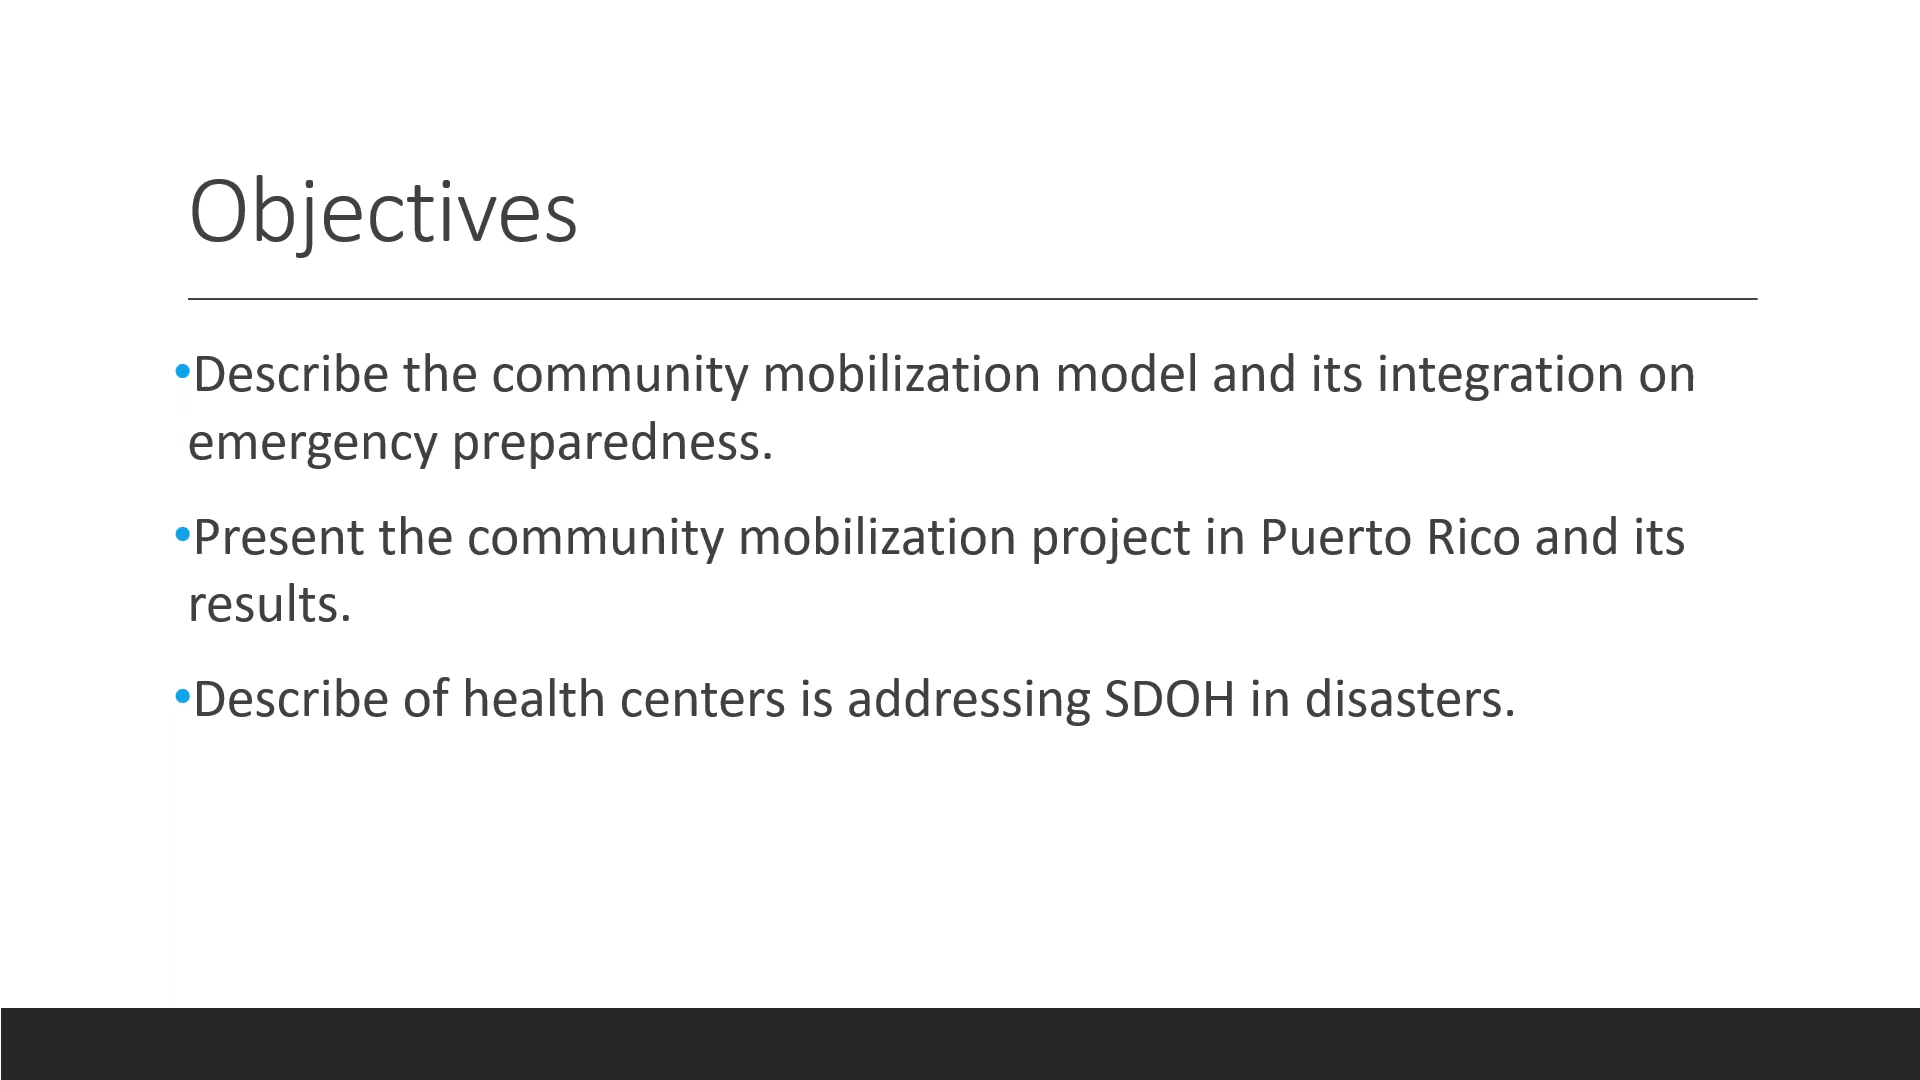 Objectives
•Describe the community mobilization model and its integration on
emergency preparedness.
•Present the community mobilization project in Puerto Rico and its
results.
•Describe of health centers is addressing SDOH in disasters.